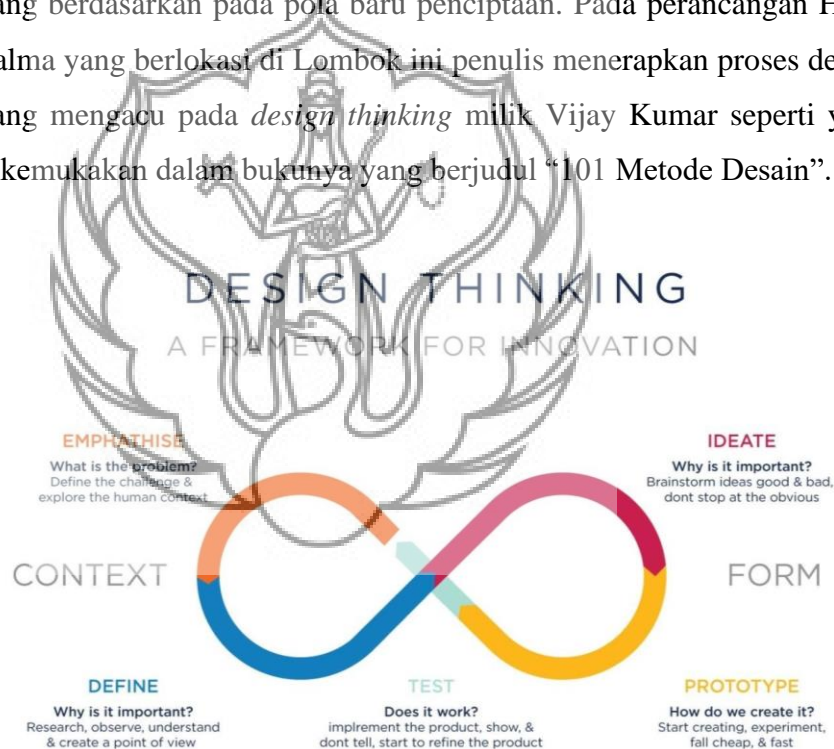 ang berdasarkan pada pola baru penciptaan. Pada perancangan H
alma yang berlokasi di Lombok ini penulis menerapkan proses de
ang mengacu pada design thinking milik Vijay Kumar seperti y
kemukakan dalam bukunya yang berjudul “101 Metode Desain”.
DESIGN THINKING
A FRAMEWORK FOR INNOVATION
EMPHATHISE
What is the problem?
Define the challenge &
explore the human context
IDEATE
Why is it important?
Brainstorm ideas good & bad,
dont stop at the obvious
CONTEXT
FORM
DEFINE
Why is it important?
Research, observe, understand
& create a point of view
TEST
Does it work?
implrement the product, show, &
dont tell, start to refine the product
PROTOTYPE
How do we create it?
Start creating, experiment,
fall cheap, & fast